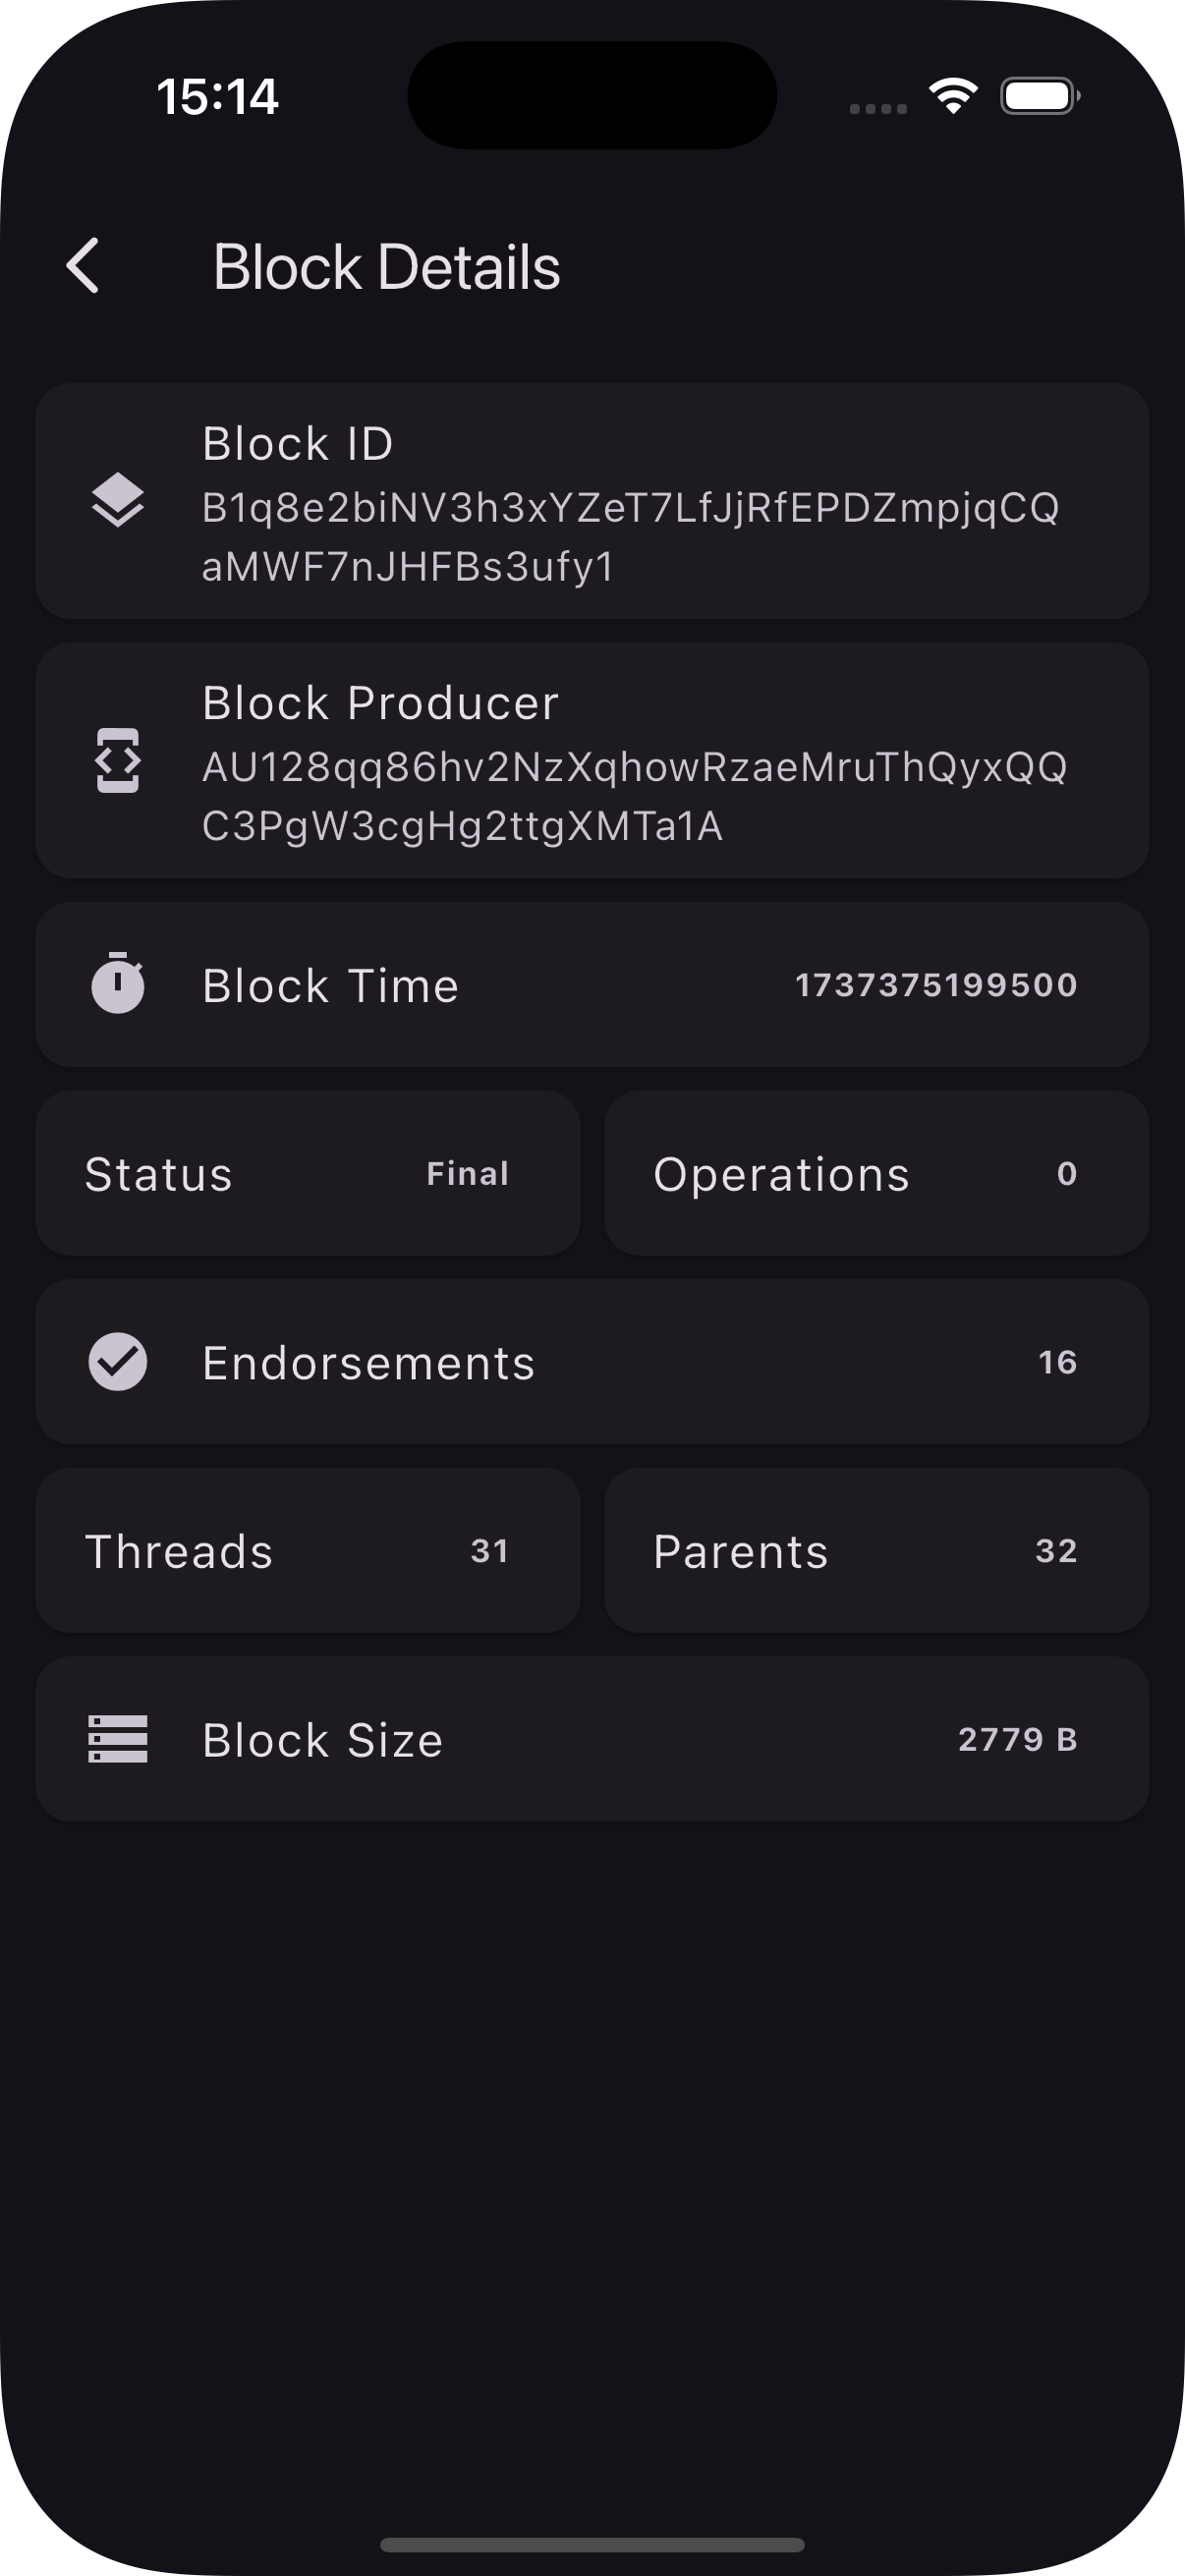 15:14
Block Details
Block ID
B1q8e2biNV3h3xYZeT7LfJjRfEPDZmpjqCQ
aMWF7nJHFBs3ufy1
Block Producer
AU128qq86hv2NzXqhowRzaeMruThQyxQQ
C3PgW3cgHg2ttgXMTa1A
Block Time 1737375199500
Status Final
Operations 0
Endorsements 16
Threads 31
Parents 32
Block Size 2779 B